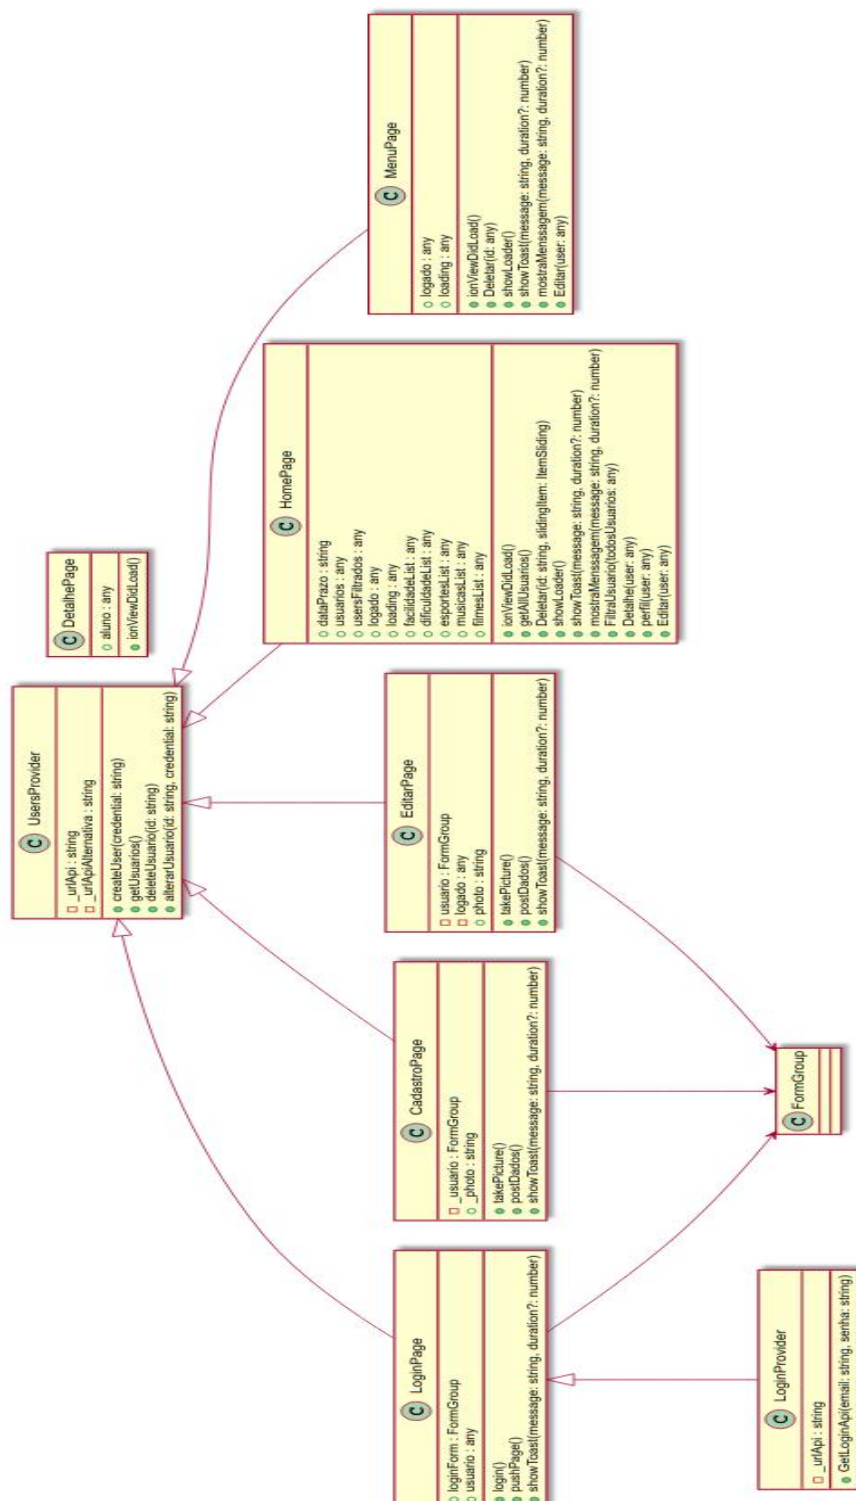 C UsersProvider
_urlApi : string
_urlApiAlternativa : string
createUser(credential: string)
getUsuarios()
deleteUsuario(id: string)
alterarUsuario(id: string, credential: string)
C DetalhePage
aluno : any
ionViewDidLoad()
C LoginPage
loginForm : FormGroup
usuario : any
login()
pushPage()
showToast(message: string, duration?: number)
C CadastroPage
_usuario : FormGroup
_photo : string
takePicture()
postDados()
showToast(message: string, duration?: number)
C EditarPage
usuario : FormGroup
logado : any
photo : string
takePicture()
postDados()
showToast(message: string, duration?: number)
C HomePage
dataPrazo : string
usuarios : any
usersFiltrados : any
logado : any
loading : any
facilidadeList : any
dificuldadeList : any
esportesList : any
musicasList : any
filmesList : any
ionViewDidLoad()
getAllUsuarios()
Deletar(id: string, slidingItem: ItemSliding)
showLoader()
showToast(message: string, duration?: number)
mostraMenssagem(message: string, duration?: number)
FiltraUsuario(todosUsuarios: any)
Detalhe(user: any)
perfil(user: any)
Editar(user: any)
C MenuPage
logado : any
loading : any
ionViewDidLoad()
Deletar(id: any)
showLoader()
showToast(message: string, duration?: number)
mostraMenssagem(message: string, duration?: number)
Editar(user: any)
C LoginProvider
_urlApi : string
GetLoginApi(email: string, senha: string)
C FormGroup